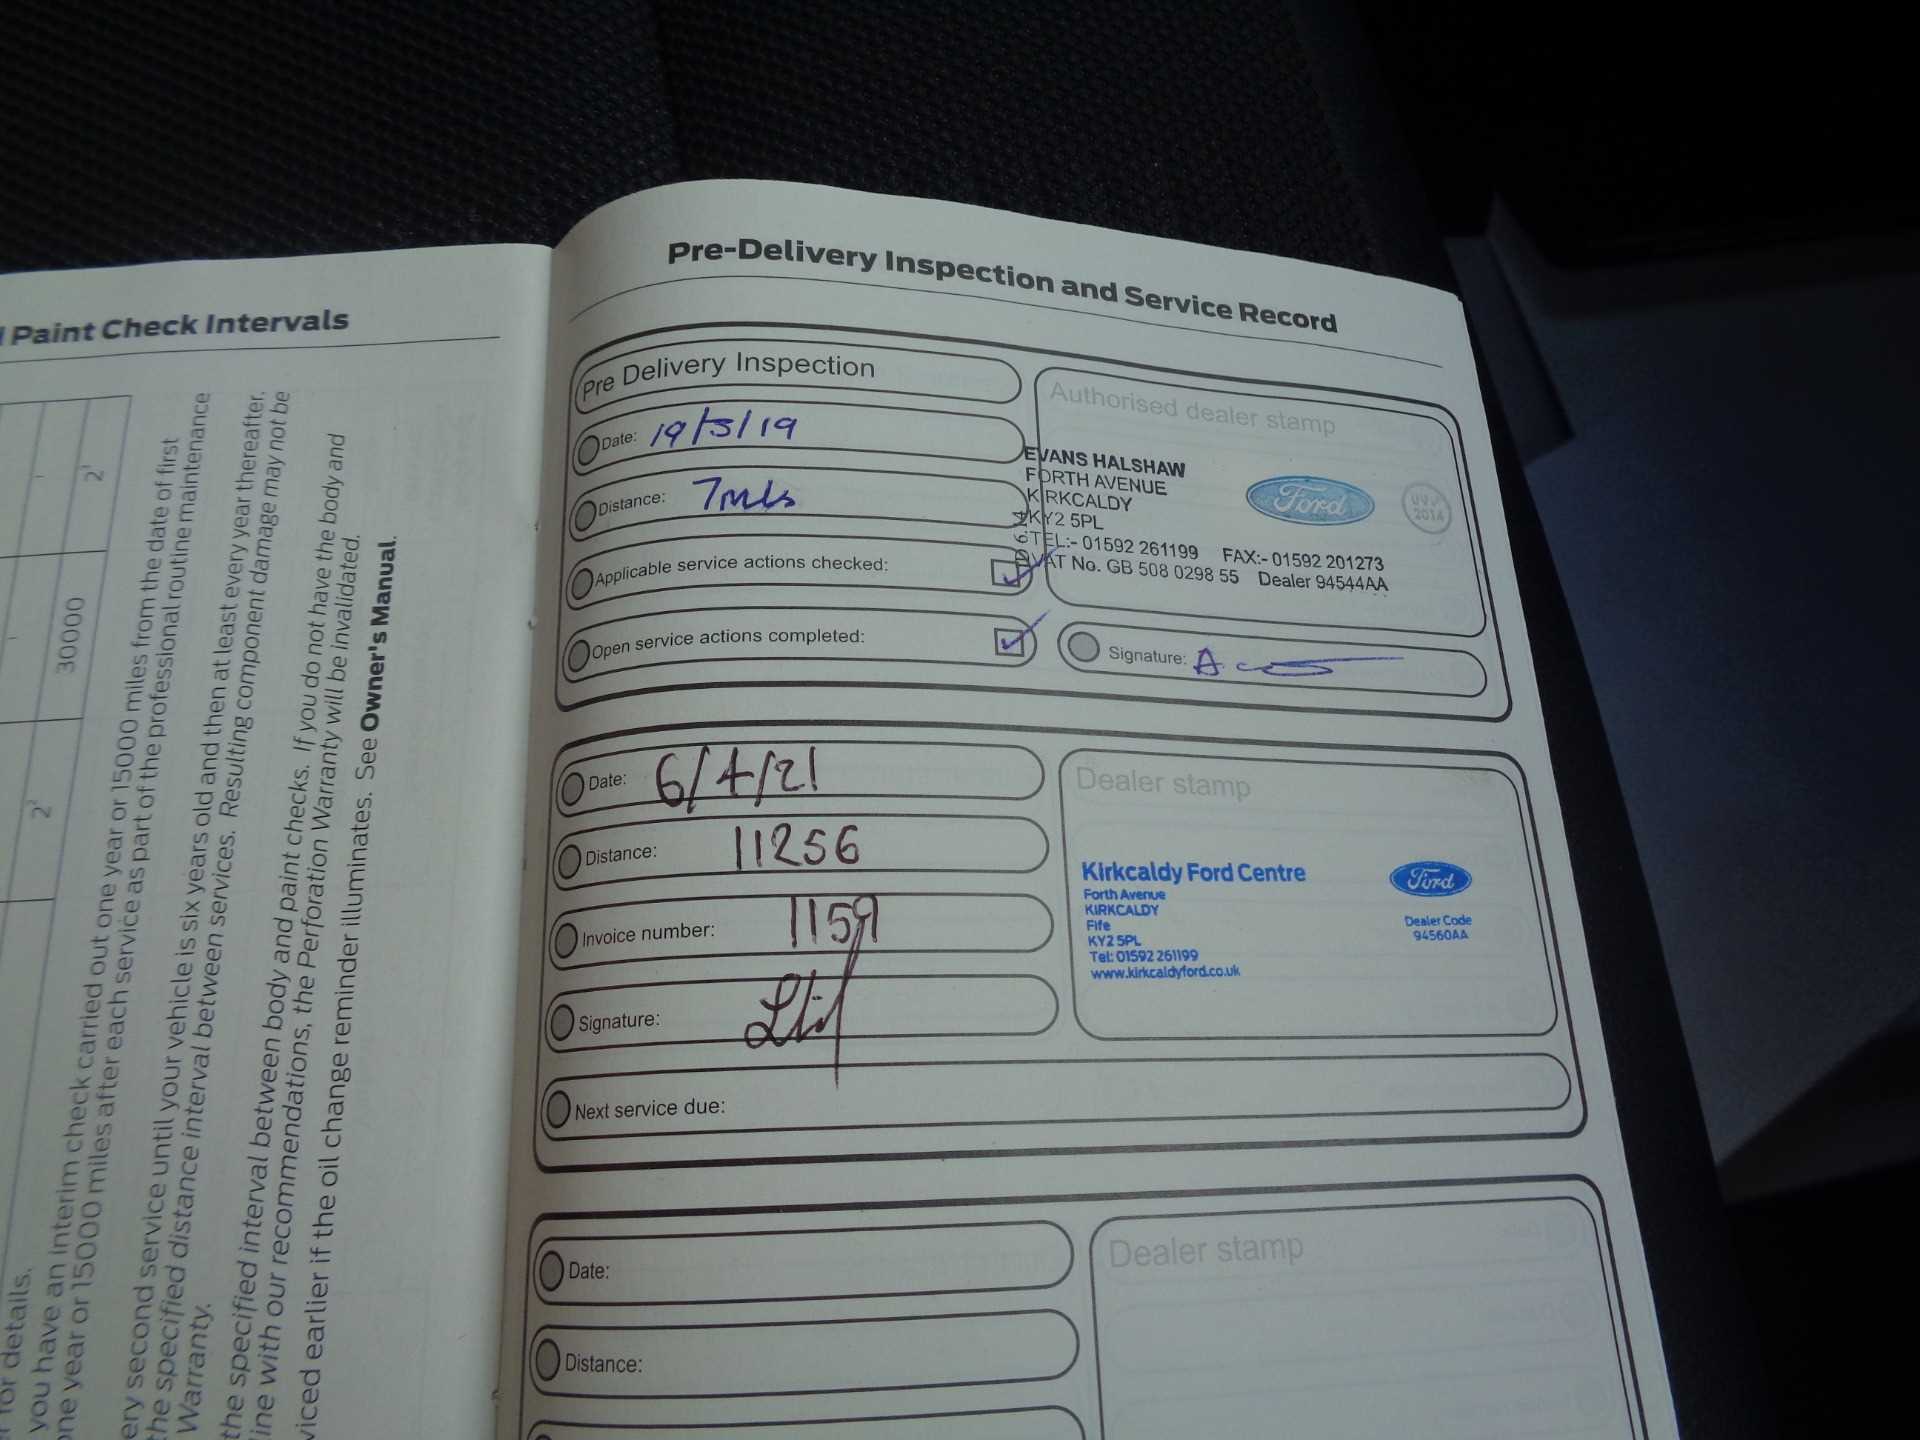 Paint Check Intervals
2¹
30000
2²
for details.
you have an interim check carried out one year or 15000 miles from the date of first
one year or 15000 miles after each service as part of the professional routine maintenance
second service until your vehicle is six years old and then at least every year thereafter,
the specified distance interval between services. Resulting component damage may not be
Warranty.
the specified interval between body and paint checks. If you do not have the body and
line with our recommendations, the Perforation Warranty will be invalidated.
earlier if the oil change reminder illuminates. See Owner's Manual.
Pre-Delivery Inspection and Service Record
Pre Delivery Inspection
Date: 19/3/19
Distance: 7mls
Applicable service actions checked:
Open service actions completed:
Authorised dealer stamp
EVANS HALSHAW
FORTH AVENUE
KIRKCALDY
KY2 5PL
TEL:- 01592 261199 FAX:- 01592 201273
VAT No. GB 508 0298 55 Dealer 94544AA
Ford
2014
Signature: A
Date: 6/4/21
Distance: 11256
Invoice number: 1159
Signature:
Next service due:
Dealer stamp
Kirkcaldy Ford Centre
Forth Avenue
KIRKCALDY
Fife
KY2 5PL
Tel: 01592 261199
www.kirkcaldyford.co.uk
Ford
Dealer Code
94560AA
Date:
Distance:
Dealer stamp